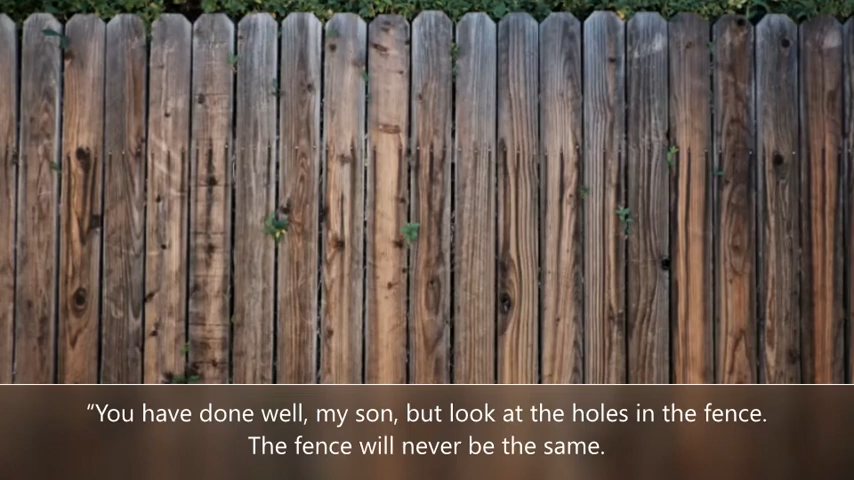 “You have done well, my son, but look at the holes in the fence.
The fence will never be the same.